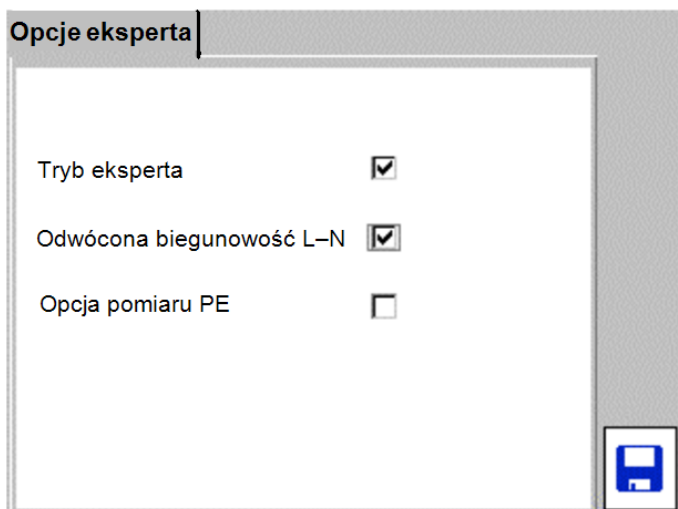 Opcje eksperta
Tryb eksperta
Odwócona biegunowość L–N
Opcja pomiaru PE